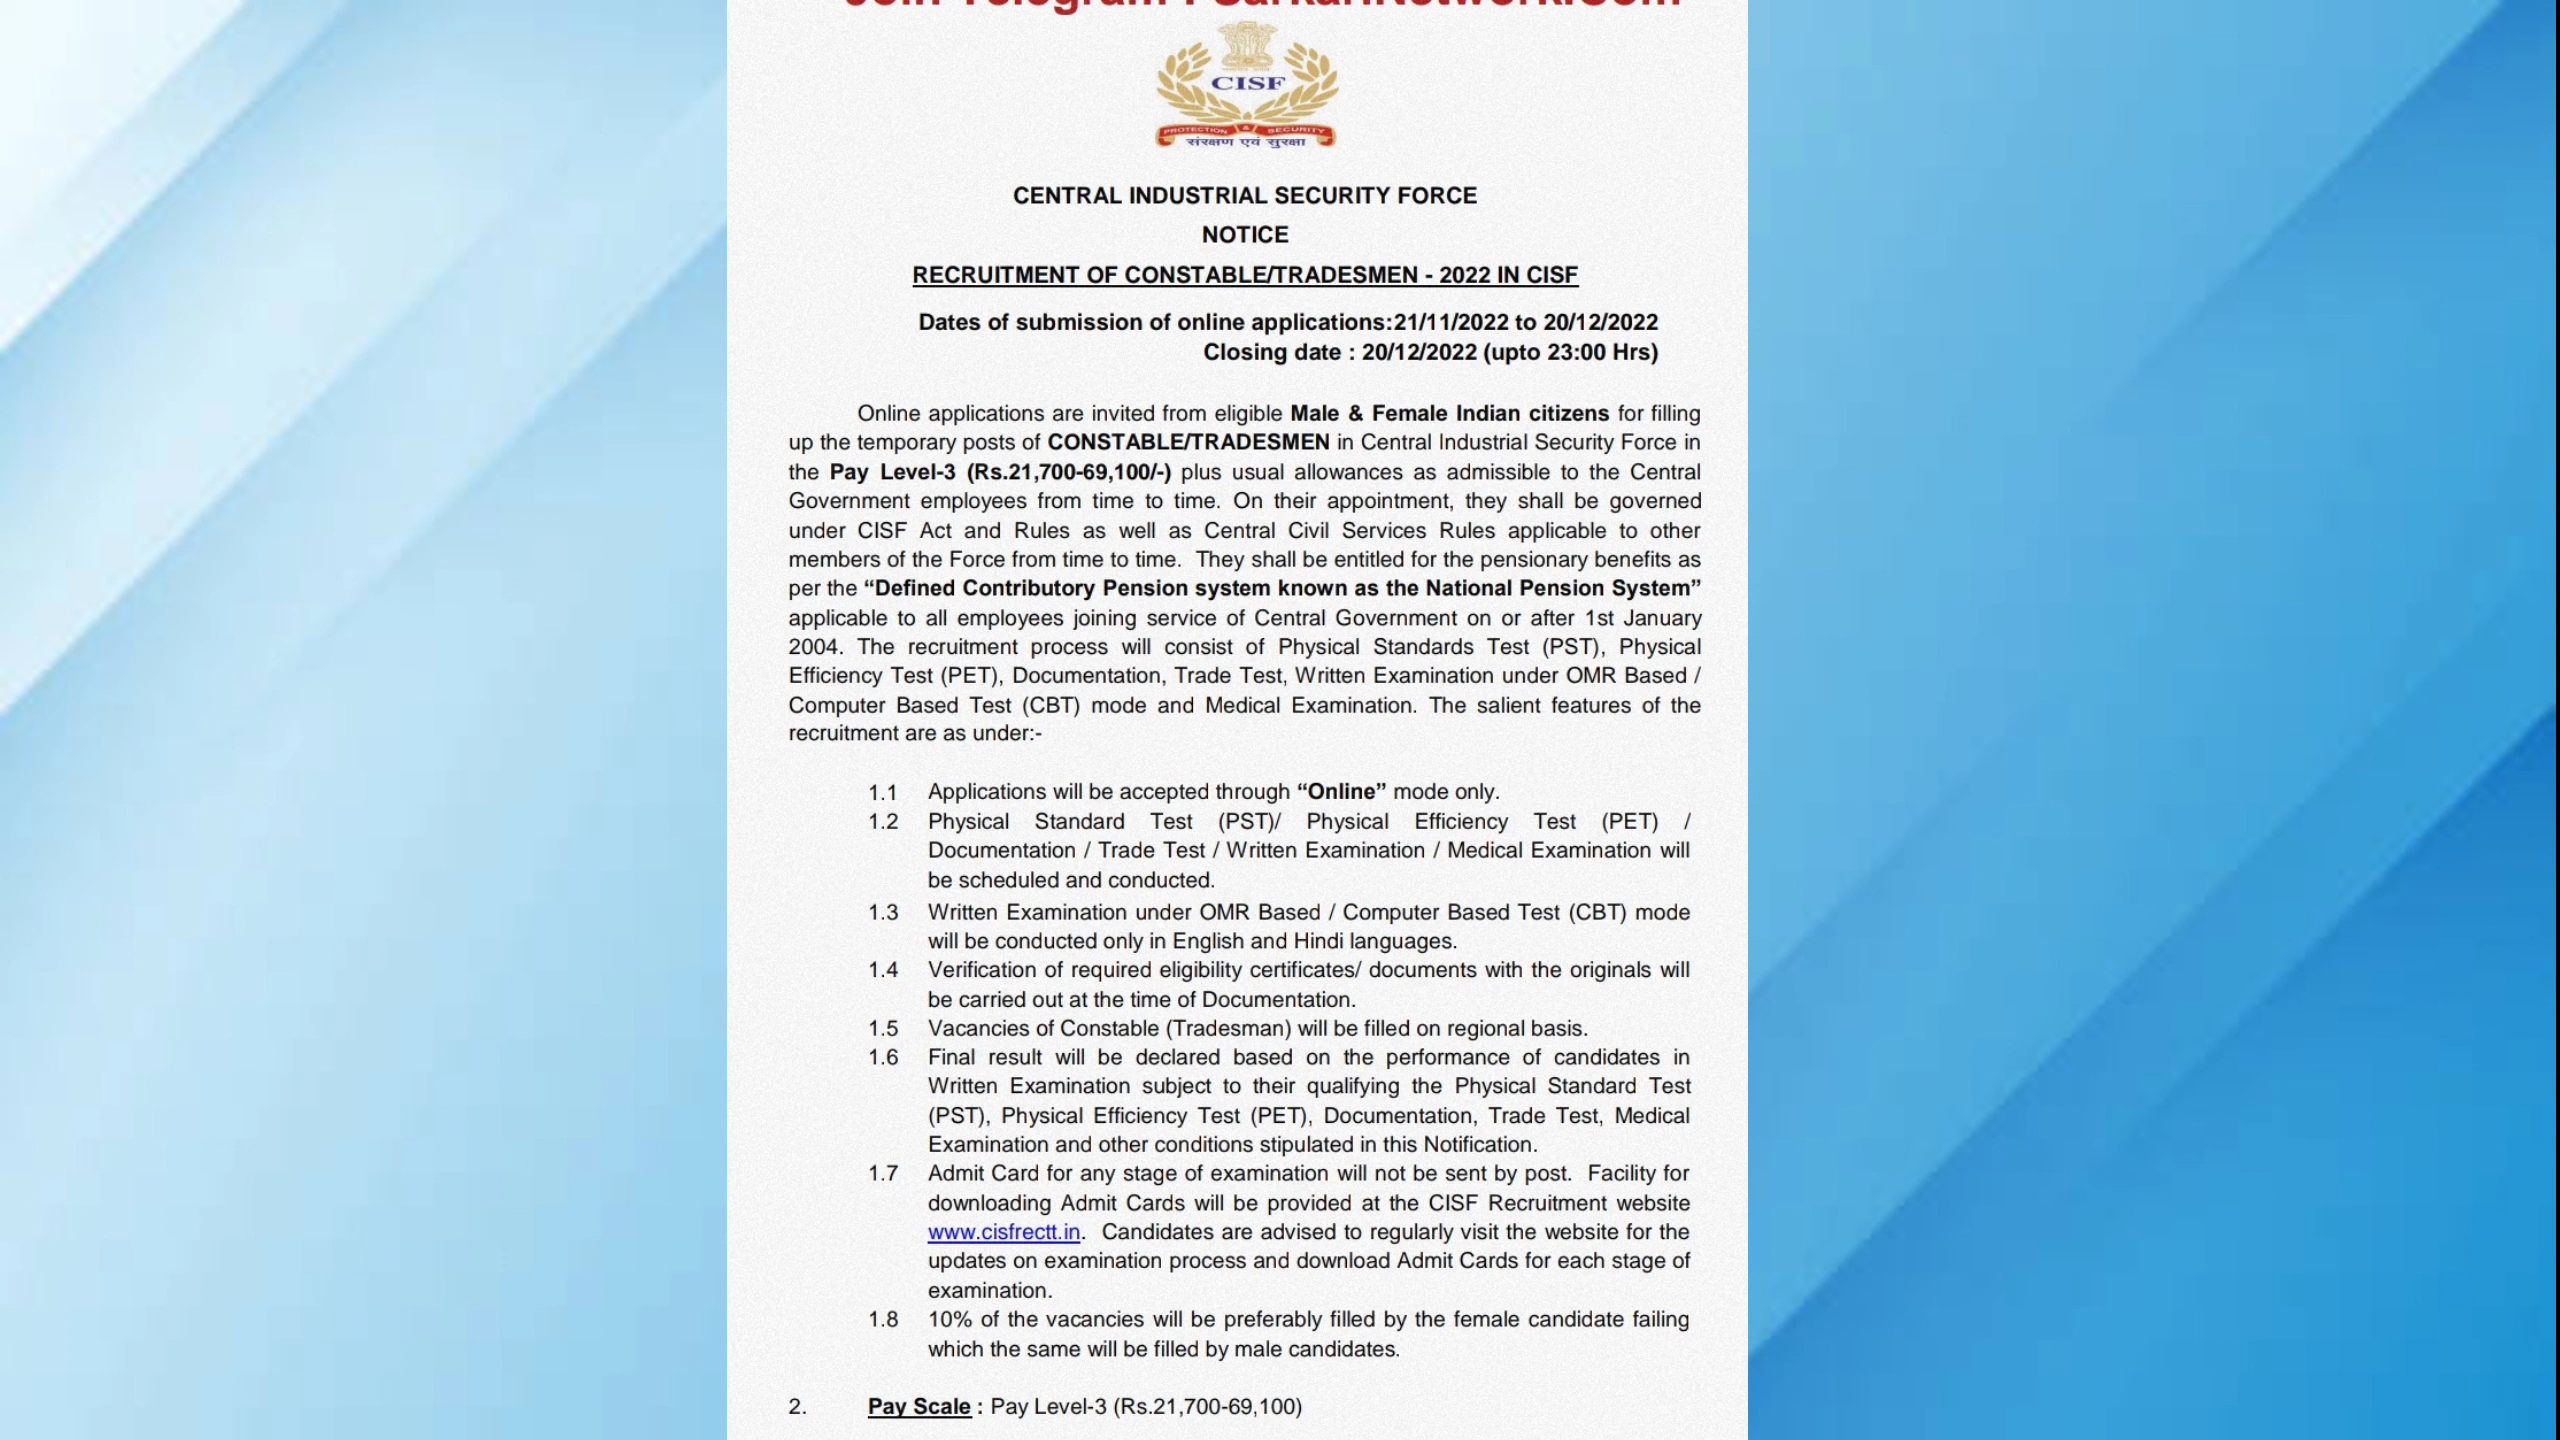 CISF
PROTECTION & SECURITY
संरक्षण एवं सुरक्षा
CENTRAL INDUSTRIAL SECURITY FORCE
NOTICE
RECRUITMENT OF CONSTABLE/TRADESMEN - 2022 IN CISF
Dates of submission of online applications:21/11/2022 to 20/12/2022
Closing date : 20/12/2022 (upto 23:00 Hrs)
Online applications are invited from eligible Male & Female Indian citizens for filling
up the temporary posts of CONSTABLE/TRADESMEN in Central Industrial Security Force in
the Pay Level-3 (Rs.21,700-69,100/-) plus usual allowances as admissible to the Central
Government employees from time to time. On their appointment, they shall be governed
under CISF Act and Rules as well as Central Civil Services Rules applicable to other
members of the Force from time to time. They shall be entitled for the pensionary benefits as
per the “Defined Contributory Pension system known as the National Pension System”
applicable to all employees joining service of Central Government on or after 1st January
2004. The recruitment process will consist of Physical Standards Test (PST), Physical
Efficiency Test (PET), Documentation, Trade Test, Written Examination under OMR Based /
Computer Based Test (CBT) mode and Medical Examination. The salient features of the
recruitment are as under:-
1.1 Applications will be accepted through “Online” mode only.
1.2 Physical Standard Test (PST)/ Physical Efficiency Test (PET) /
Documentation / Trade Test / Written Examination / Medical Examination will
be scheduled and conducted.
1.3 Written Examination under OMR Based / Computer Based Test (CBT) mode
will be conducted only in English and Hindi languages.
1.4 Verification of required eligibility certificates/ documents with the originals will
be carried out at the time of Documentation.
1.5 Vacancies of Constable (Tradesman) will be filled on regional basis.
1.6 Final result will be declared based on the performance of candidates in
Written Examination subject to their qualifying the Physical Standard Test
(PST), Physical Efficiency Test (PET), Documentation, Trade Test, Medical
Examination and other conditions stipulated in this Notification.
1.7 Admit Card for any stage of examination will not be sent by post. Facility for
downloading Admit Cards will be provided at the CISF Recruitment website
www.cisfrectt.in. Candidates are advised to regularly visit the website for the
updates on examination process and download Admit Cards for each stage of
examination.
1.8 10% of the vacancies will be preferably filled by the female candidate failing
which the same will be filled by male candidates.
2. Pay Scale : Pay Level-3 (Rs.21,700-69,100)